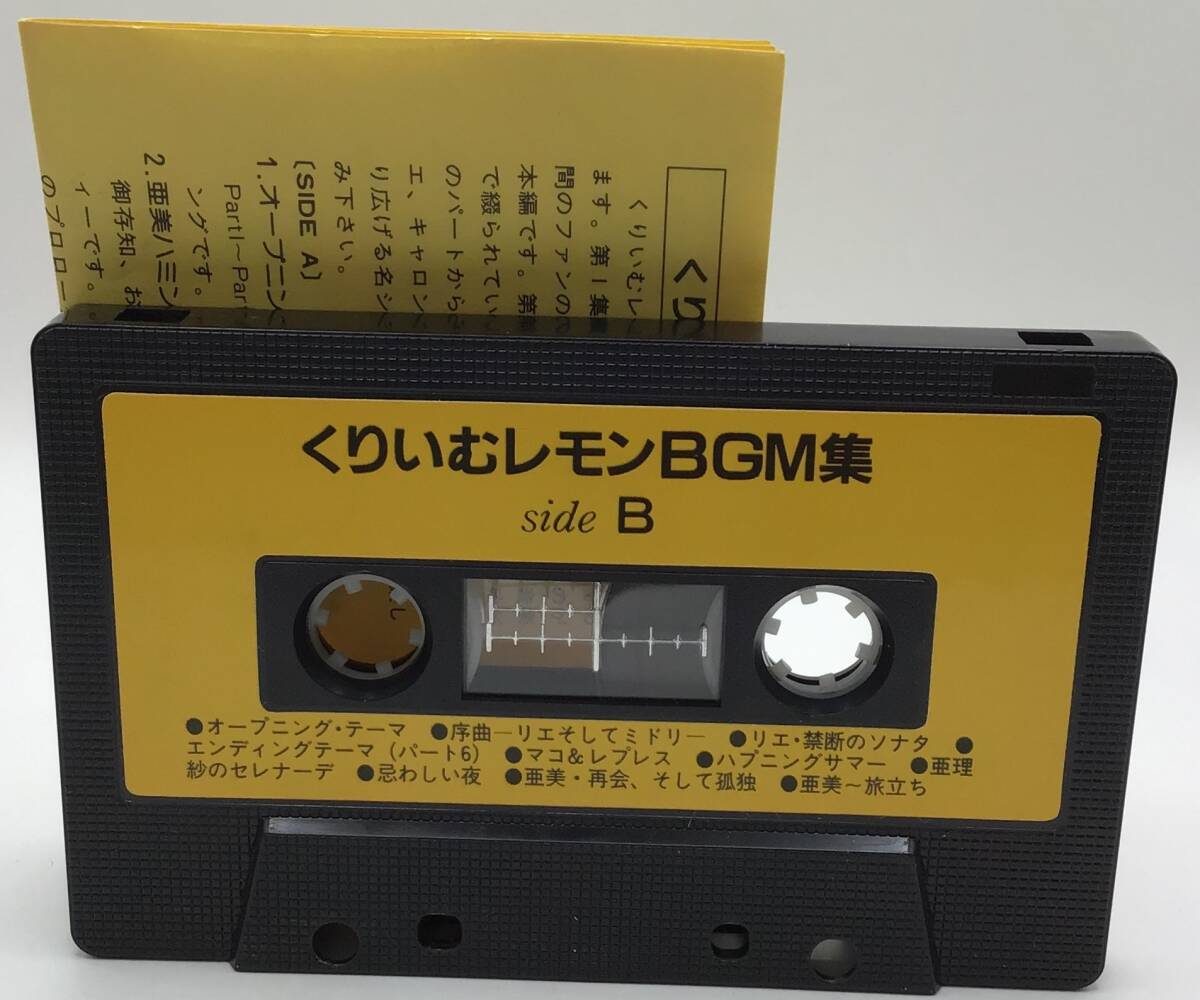 くり
くりいむレ
ます。第1集
間のファンの
本編です。第
で綴られてい
のパートから
エ、キャロン
り広げる名シ
み下さい。
〔SIDE A〕
1.オープニン
PartI〜Par
ングです。
2.亜美ハミン
御存知、お
ィーです。
のプロロー
くりいむレモンBGM集
side B
●オープニング・テーマ ●序曲―リエそしてミドリ― ●リエ・禁断のソナタ ●
エンディングテーマ（パート6） ●マコ&レプレス ●ハプニングサマー ●亜理
紗のセレナーデ ●忌わしい夜 ●亜美・再会、そして孤独 ●亜美〜旅立ち